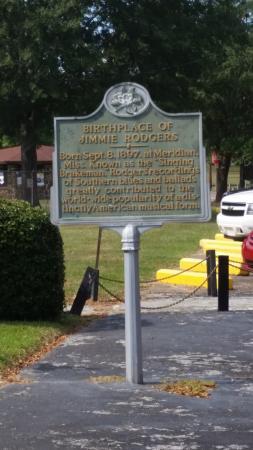 BIRTHPLACE OF
JIMMIE RODGERS
Born Sept. 8, 1897, at Meridian,
Miss. Known as the "Singing
Brakeman," Rodgers' recordings
of Southern blues and ballads
greatly contributed to the
world-wide popularity of a dis-
tinctly American musical form.